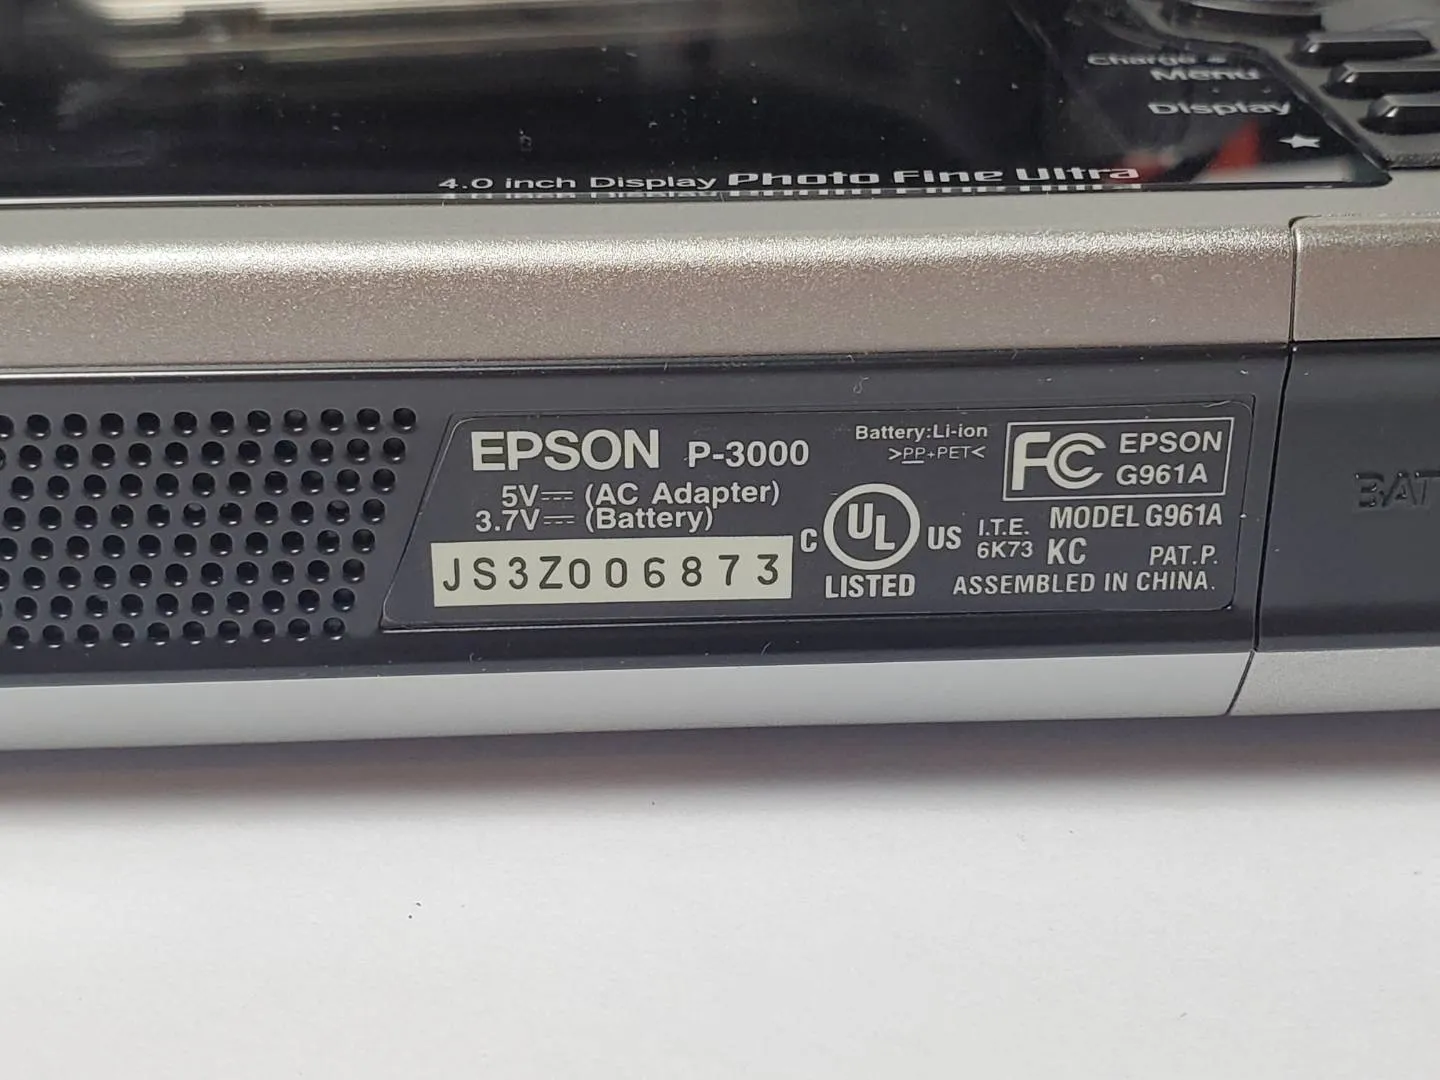 Charge
Menu
Display
4.0 inch Display Photo Fine Ultra
EPSON P-3000
5V (AC Adapter)
3.7V (Battery)
JS3Z006873
Battery:Li-ion
>PP+PET<
FC EPSON
G961A
C UL US
LISTED
I.T.E.
6K73
MODEL G961A
KC PAT.P.
ASSEMBLED IN CHINA.